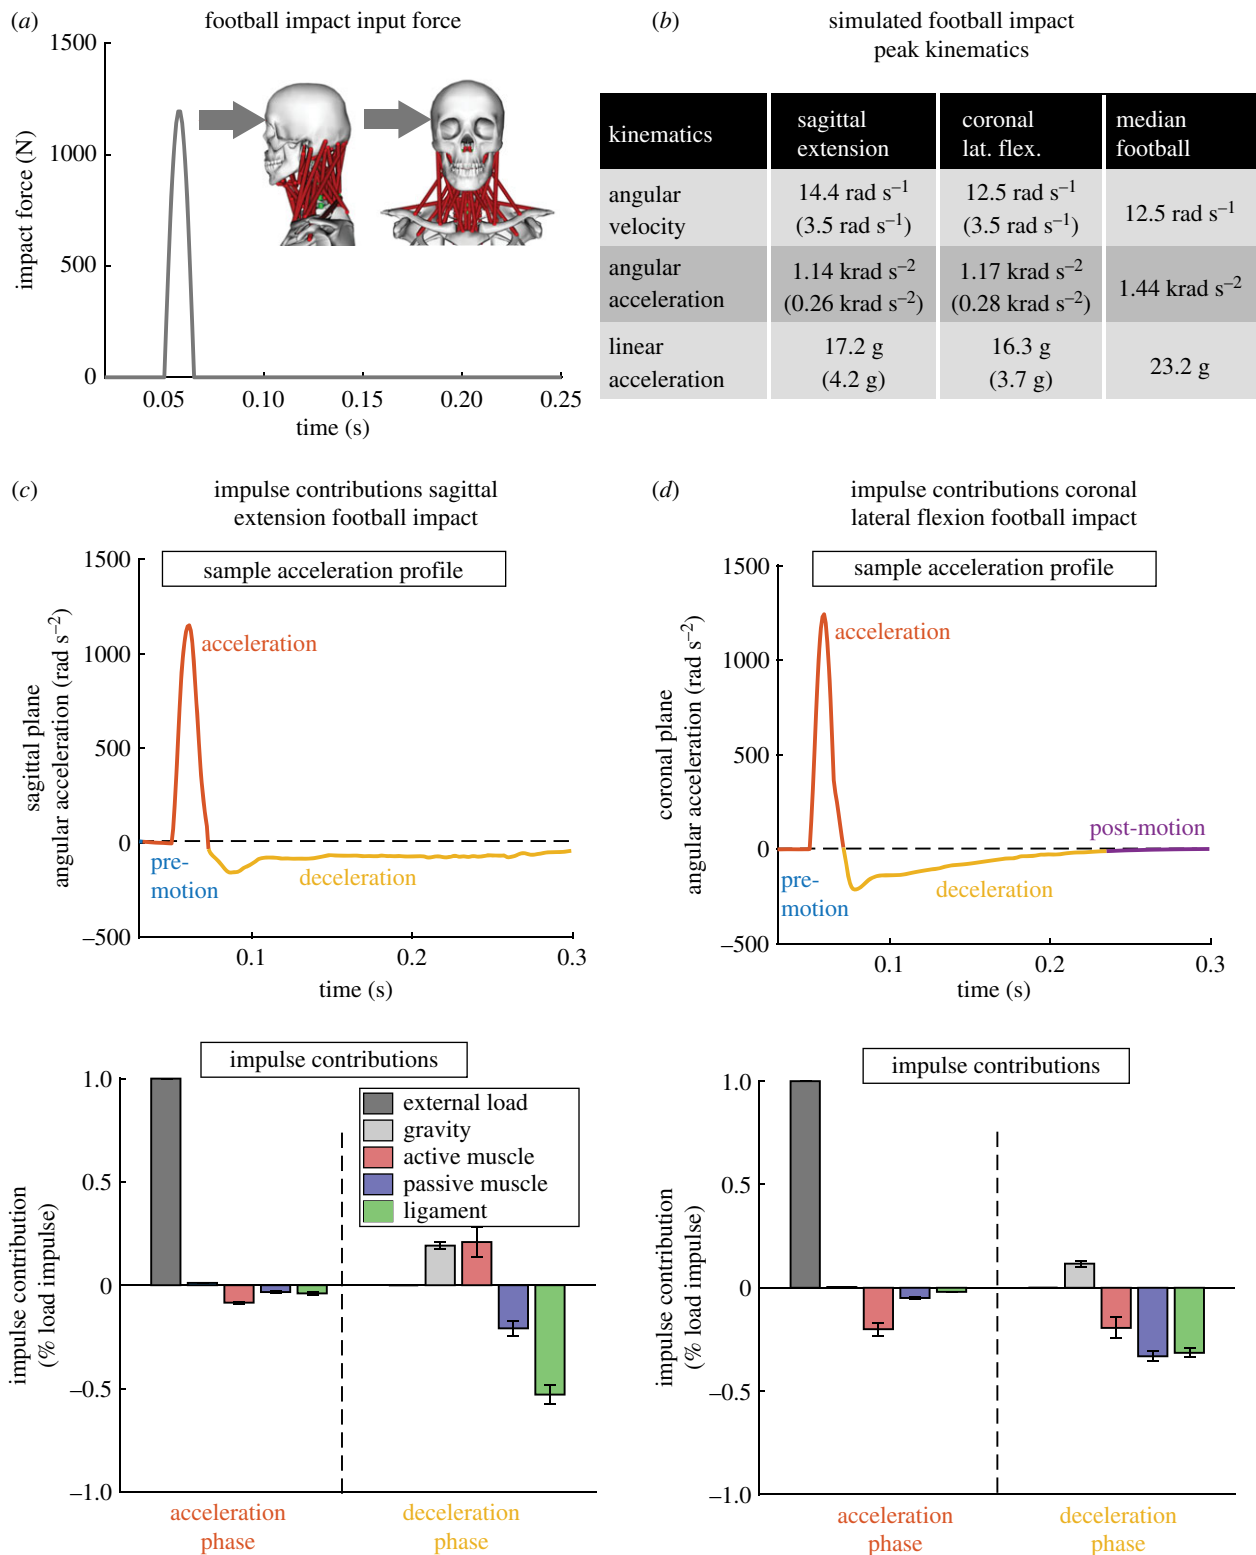 (a)
football impact input force
1500
1000
500
0
impact force (N)
0.05
0.10
0.15
0.20
0.25
time (s)
(b)
simulated football impact
peak kinematics
kinematics
sagittal
extension
coronal
lat. flex.
median
football
angular
velocity
14.4 rad s⁻¹
(3.5 rad s⁻¹)
12.5 rad s⁻¹
(3.5 rad s⁻¹)
12.5 rad s⁻¹
angular
acceleration
1.14 krad s⁻²
(0.26 krad s⁻²)
1.17 krad s⁻²
(0.28 krad s⁻²)
1.44 krad s⁻²
linear
acceleration
17.2 g
(4.2 g)
16.3 g
(3.7 g)
23.2 g
(c)
impulse contributions sagittal
extension football impact
sample acceleration profile
1500
1000
500
0
–500
sagittal plane
angular acceleration (rad s⁻²)
acceleration
pre-
motion
deceleration
0.1
0.2
0.3
time (s)
impulse contributions
1.0
0.5
0
–0.5
–1.0
impulse contribution
(% load impulse)
external load
gravity
active muscle
passive muscle
ligament
acceleration
phase
deceleration
phase
(d)
impulse contributions coronal
lateral flexion football impact
sample acceleration profile
1500
1000
500
0
–500
coronal plane
angular acceleration (rad s⁻²)
acceleration
post-motion
pre-
motion
deceleration
0.1
0.2
0.3
time (s)
impulse contributions
1.0
0.5
0
–0.5
–1.0
impulse contribution
(% load impulse)
acceleration
phase
deceleration
phase